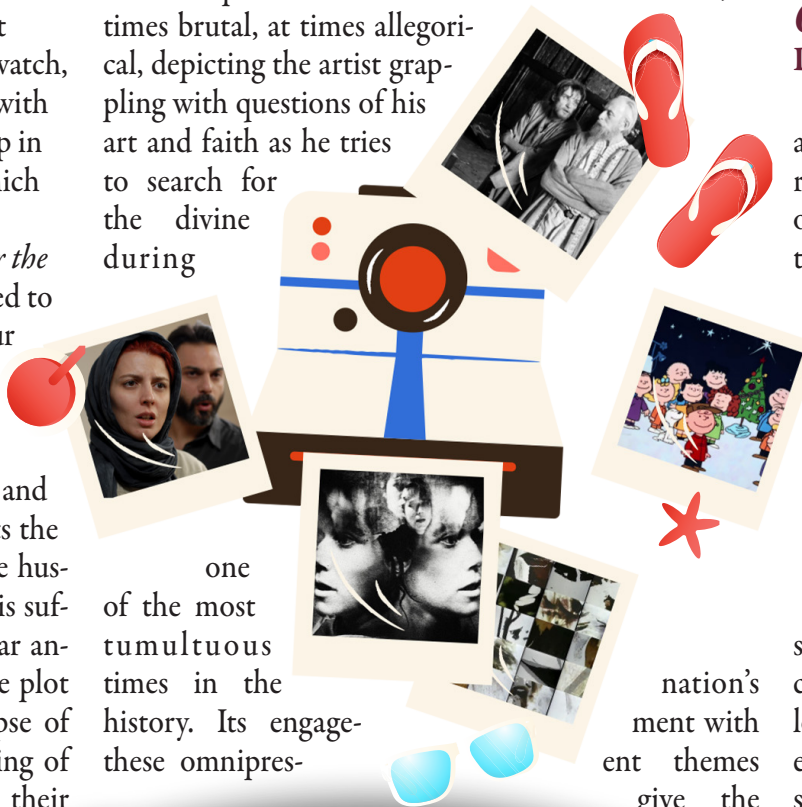 t
watch,
with
p in
ich
r the
ed to
ur
and
s the
e hus-
is suf-
ar an-
e plot
pse of
ing of
their
times brutal, at times allegori-
cal, depicting the artist grap-
pling with questions of his
art and faith as he tries
to search for
the divine
during
one
of the most
tumultuous
times in the nation's
history. Its engage- ment with
these omnipres- ent themes
give the